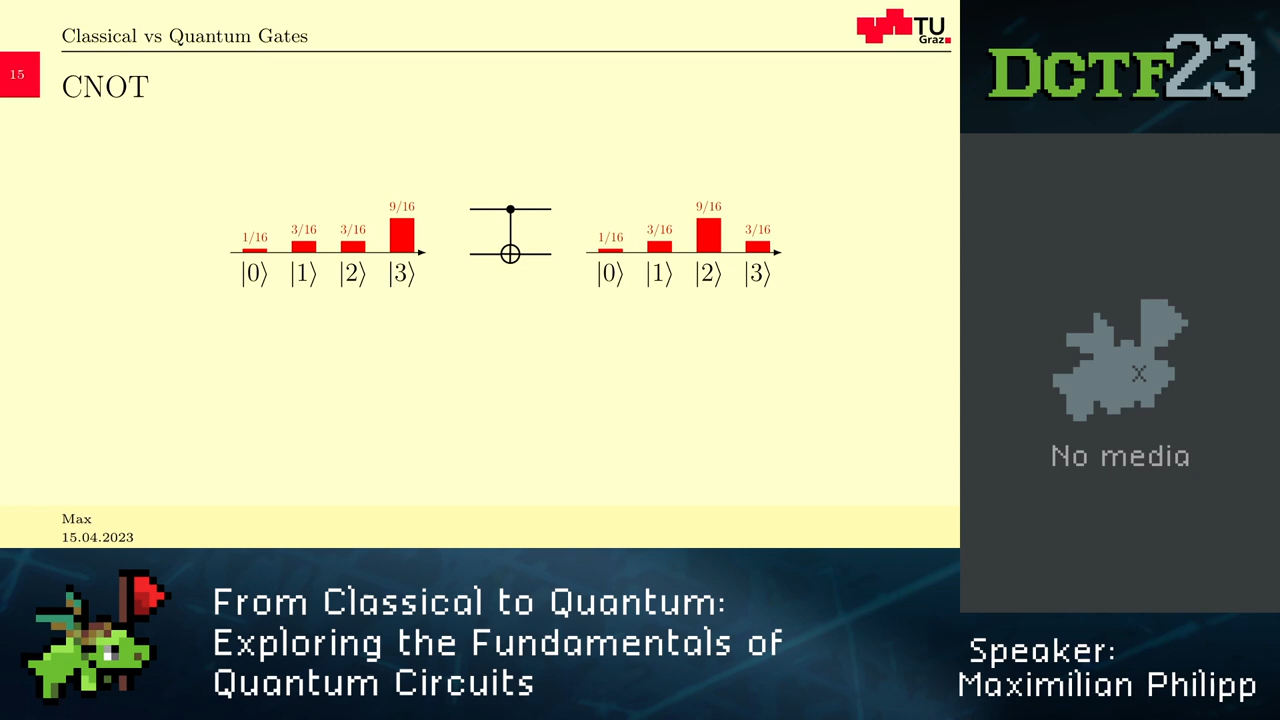 Classical vs Quantum Gates
TU
Graz
15
CNOT
1/16 3/16 3/16 9/16
|0⟩ |1⟩ |2⟩ |3⟩
1/16 3/16 9/16 3/16
|0⟩ |1⟩ |2⟩ |3⟩
Max
15.04.2023
DCTF23
No media
From Classical to Quantum:
Exploring the Fundamentals of
Quantum Circuits
Speaker:
Maximilian Philipp